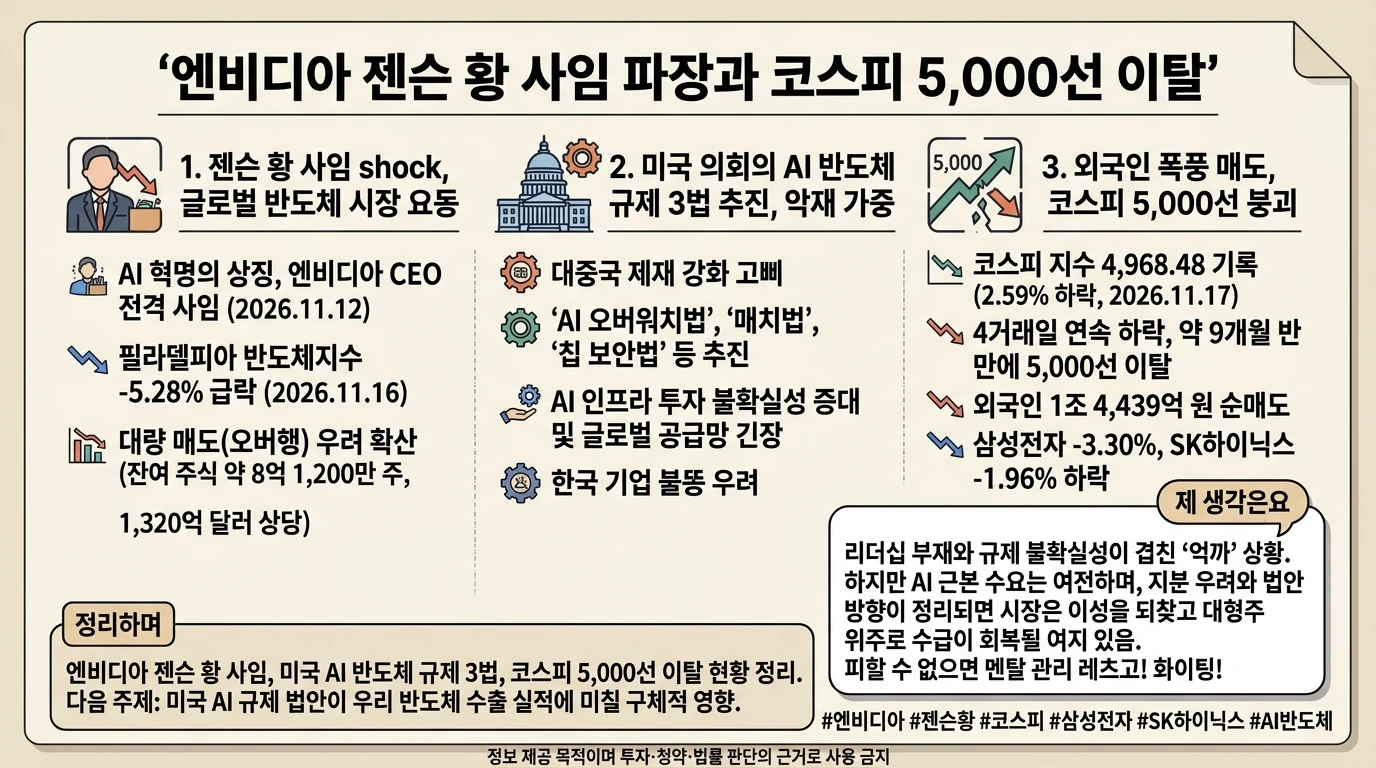 ‘엔비디아 젠슨 황 사임 파장과 코스피 5,000선 이탈’
1. 젠슨 황 사임 shock,
글로벌 반도체 시장 요동
AI 혁명의 상징, 엔비디아 CEO
전격 사임 (2026.11.12)
필라델피아 반도체지수
-5.28% 급락 (2026.11.16)
대량 매도(오버행) 우려 확산
(잔여 주식 약 8억 1,200만 주,
1,320억 달러 상당)
2. 미국 의회의 AI 반도체
규제 3법 추진, 악재 가중
대중국 제재 강화 고삐
‘AI 오버워치법’, ‘매치법’,
‘칩 보안법’ 등 추진
AI 인프라 투자 불확실성 증대
및 글로벌 공급망 긴장
한국 기업 불똥 우려
5,000
3. 외국인 폭풍 매도,
코스피 5,000선 붕괴
코스피 지수 4,968.48 기록
(2.59% 하락, 2026.11.17)
4거래일 연속 하락, 약 9개월 반
만에 5,000선 이탈
외국인 1조 4,439억 원 순매도
삼성전자 -3.30%, SK하이닉스
-1.96% 하락
제 생각은요
리더십 부재와 규제 불확실성이 겹친 ‘억까’ 상황.
하지만 AI 근본 수요는 여전하며, 지분 우려와 법안
방향이 정리되면 시장은 이성을 되찾고 대형주
위주로 수급이 회복될 여지 있음.
피할 수 없으면 멘탈 관리 레츠고! 화이팅!
정리하며
엔비디아 젠슨 황 사임, 미국 AI 반도체 규제 3법, 코스피 5,000선 이탈 현황 정리.
다음 주제: 미국 AI 규제 법안이 우리 반도체 수출 실적에 미칠 구체적 영향.
#엔비디아 #젠슨황 #코스피 #삼성전자 #SK하이닉스 #AI반도체
정보 제공 목적이며 투자·청약·법률 판단의 근거로 사용 금지